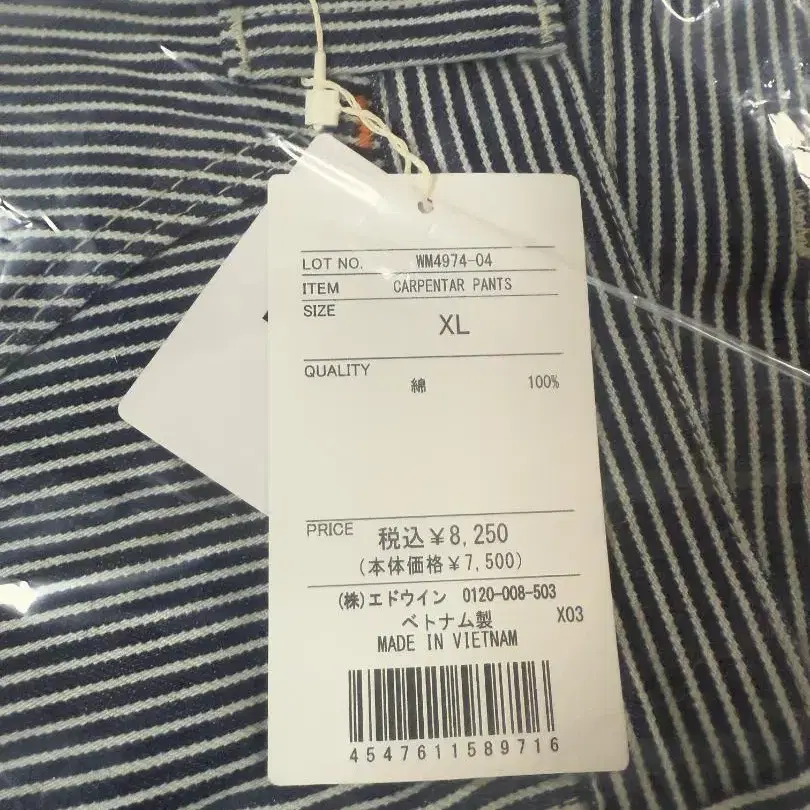 LOT NO. WM4974-04
ITEM CARPENTAR PANTS
SIZE XL
QUALITY
綿 100%
PRICE 税込¥8,250
(本体価格¥7,500)
(株)エドウイン 0120-008-503
ベトナム製 X03
MADE IN VIETNAM
4547611589716